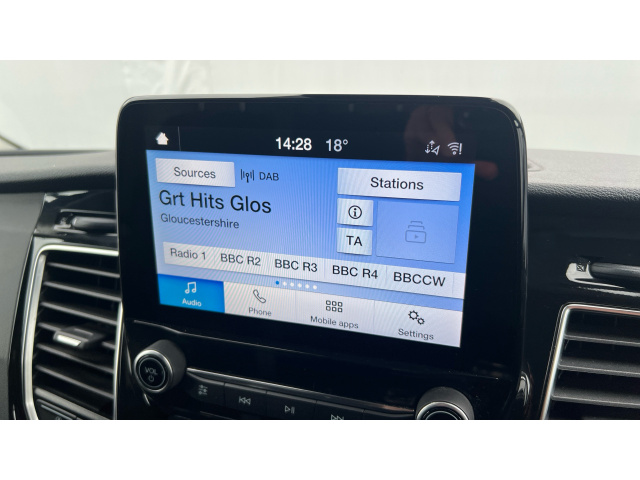 14:28 18°
Sources DAB Stations
Grt Hits Glos
Gloucestershire
TA
Radio 1 BBC R2 BBC R3 BBC R4 BBCCW
Audio Phone Mobile apps Settings
VOL